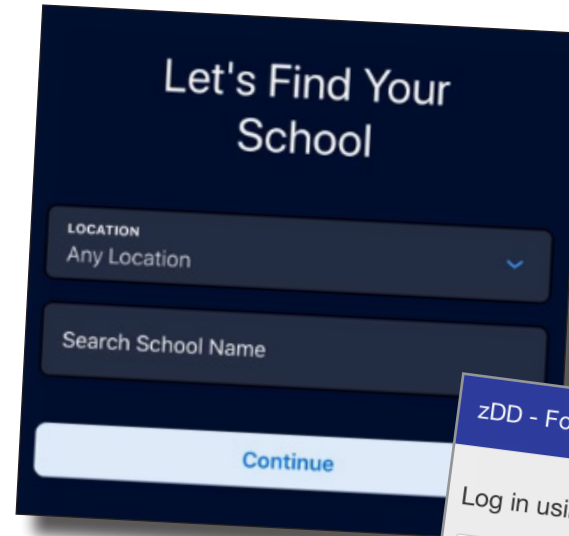 Let's Find Your
School
LOCATION
Any Location
Search School Name
Continue
zDD - Fo
Log in usi